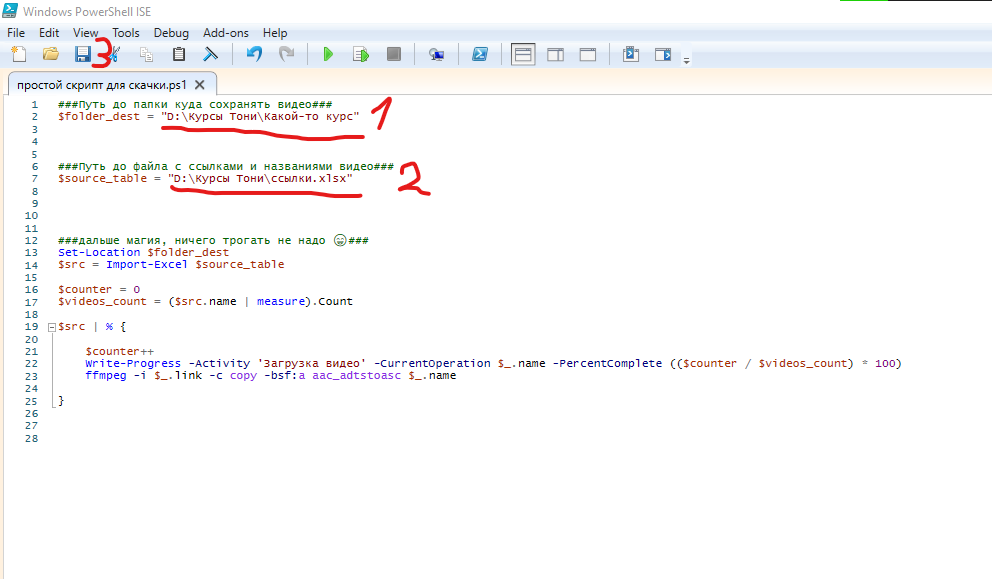 Windows PowerShell ISE
File Edit View Tools Debug Add-ons Help
3
простой скрипт для скачки.ps1
1 ###Путь до папки куда сохранять видео###
2 $folder_dest = "D:\Курсы Тони\Какой-то курс"
1
3
4
5
6 ###Путь до файла с ссылками и названиями видео###
7 $source_table = "D:\Курсы Тони\ссылки.xlsx"
2
8
9
10
11
12 ###дальше магия, ничего трогать не надо 😁###
13 Set-Location $folder_dest
14 $src = Import-Excel $source_table
15
16 $counter = 0
17 $videos_count = ($src.name | measure).Count
18
19 $src | % {
20
21 $counter++
22 Write-Progress -Activity 'Загрузка видео' -CurrentOperation $_.name -PercentComplete (($counter / $videos_count) * 100)
23 ffmpeg -i $_.link -c copy -bsf:a aac_adtstoasc $_.name
24
25 }
26
27
28